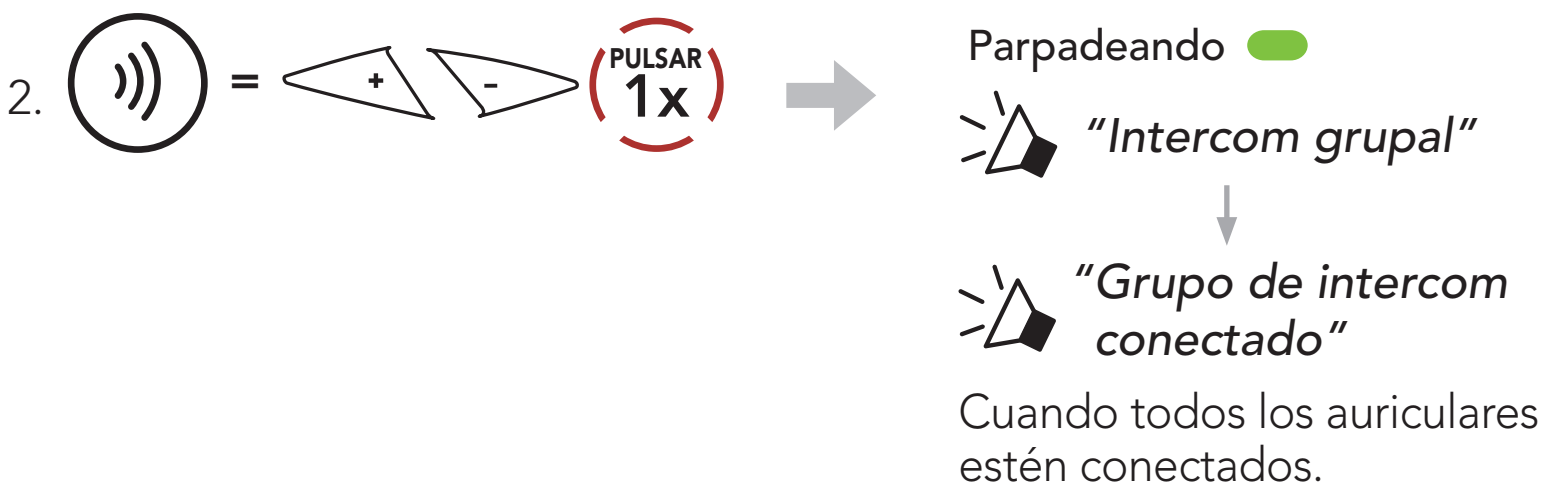 2.
=
+
-
PULSAR
1x
Parpadeando
“Intercom grupal”
“Grupo de intercom
conectado”
Cuando todos los auriculares
estén conectados.